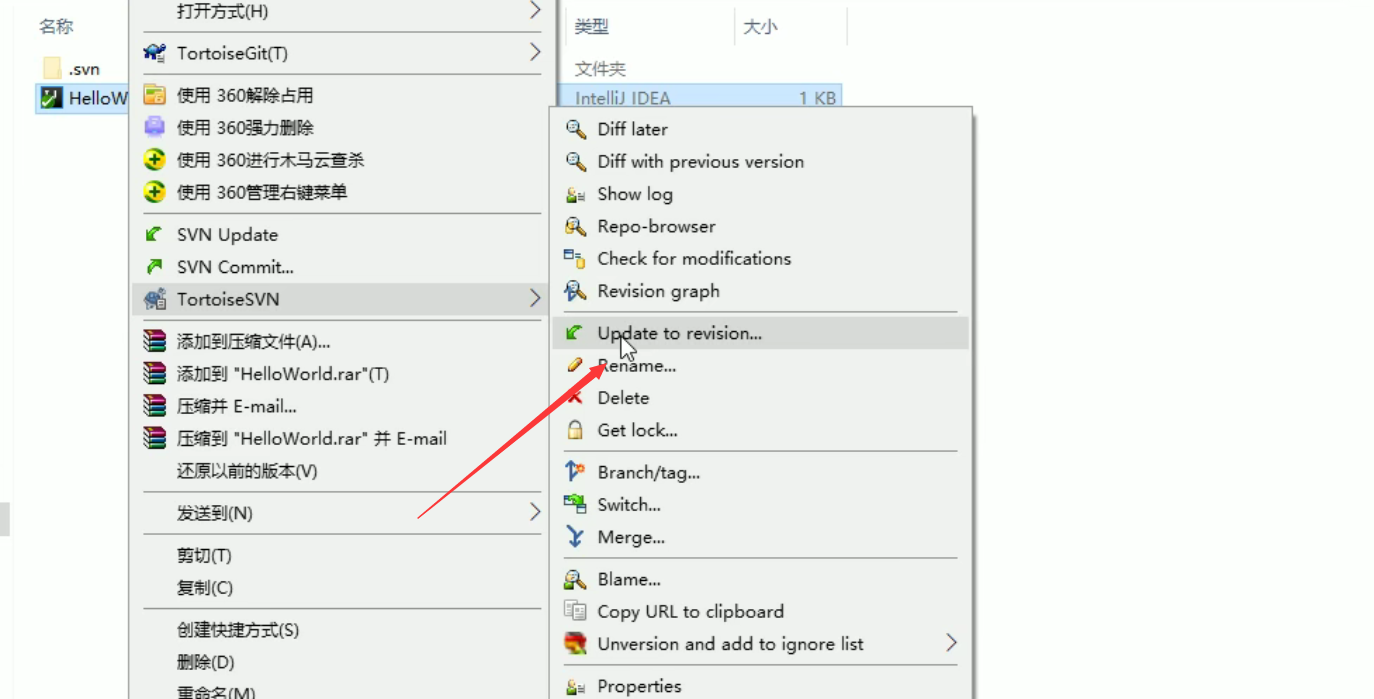 名称
类型
大小
.svn
文件夹
HelloW
IntelliJ IDEA
1 KB
打开方式(H)
TortoiseGit(T)
使用 360解除占用
使用 360强力删除
使用 360进行木马云查杀
使用 360管理右键菜单
SVN Update
SVN Commit...
TortoiseSVN
添加到压缩文件(A)...
添加到 "HelloWorld.rar"(T)
压缩并 E-mail...
压缩到 "HelloWorld.rar" 并 E-mail
还原以前的版本(V)
发送到(N)
剪切(T)
复制(C)
创建快捷方式(S)
删除(D)
重命名(M)
Diff later
Diff with previous version
Show log
Repo-browser
Check for modifications
Revision graph
Update to revision...
Rename...
Delete
Get lock...
Branch/tag...
Switch...
Merge...
Blame...
Copy URL to clipboard
Unversion and add to ignore list
Properties